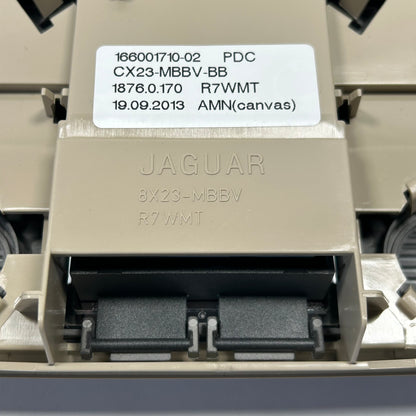 166001710-02 PDC
CX23-MBBV-BB
1876.0.170 R7WMT
19.09.2013 AMN(canvas)
JAGUAR
8X23-MBBV
R7WMT